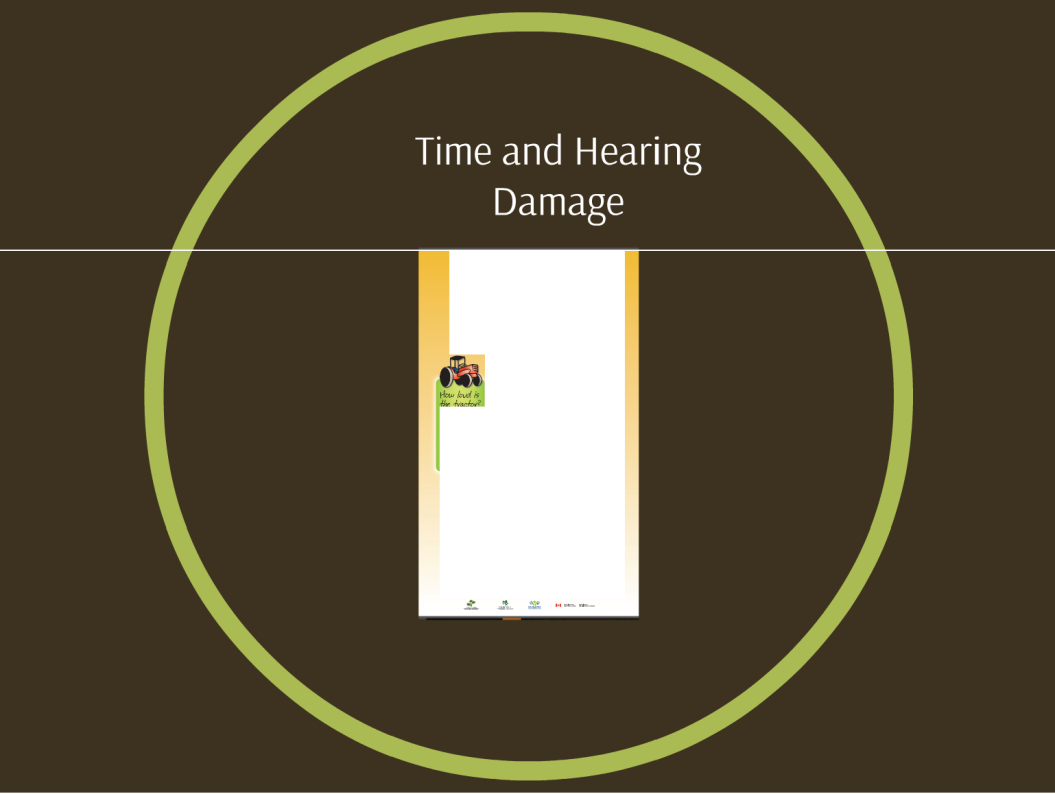 Time and Hearing
Damage
How loud is
the tractor?